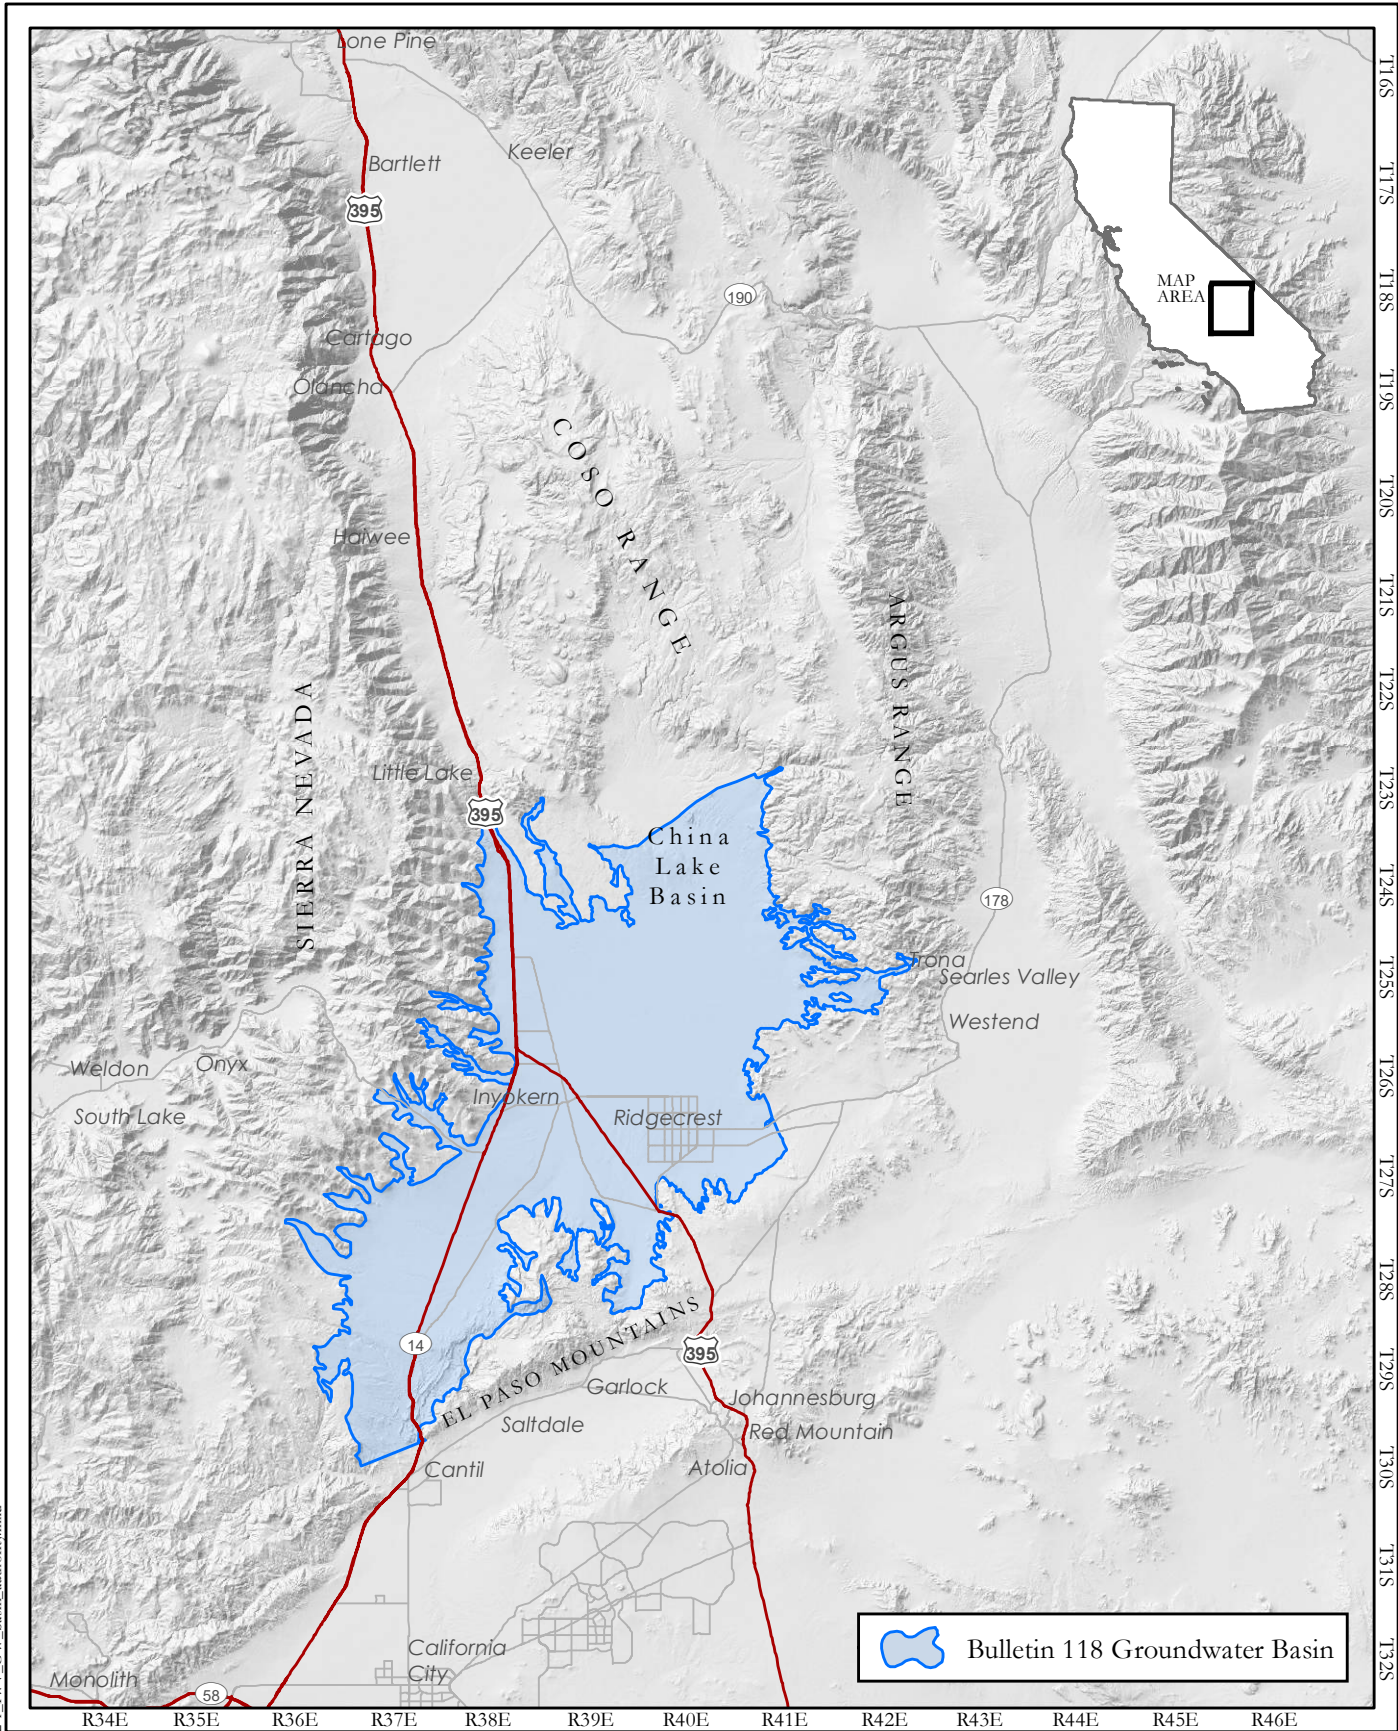 Lone Pine
T16S
Bartlett
Keeler
T17S
395
MAP
AREA
190
T18S
Cartago
Olancha
T19S
COSO RANGE
T20S
Haiwee
T21S
ARGUS RANGE
T22S
SIERRA NEVADA
Little Lake
T23S
395
China
Lake
Basin
T24S
178
Trona
Searles Valley
T25S
Westend
Weldon
Onyx
T26S
Inyokern
South Lake
Ridgecrest
T27S
T28S
14
EL PASO MOUNTAINS
395
T29S
Garlock
Johannesburg
Saltdale
Red Mountain
Cantil
Atolia
T30S
T31S
California
City
Bulletin 118 Groundwater Basin
T32S
Monolith
58
R34E R35E R36E R37E R38E R39E R40E R41E R42E R43E R44E R45E R46E